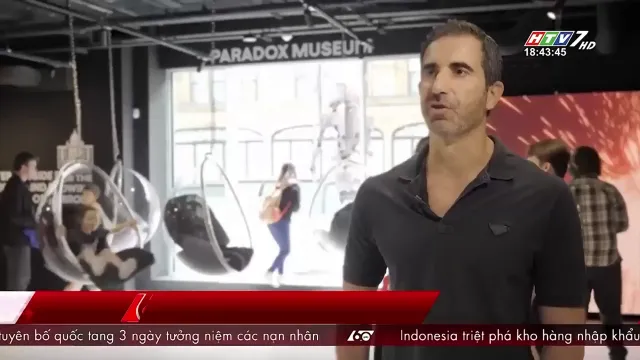 PARADOX MUSEUM
HTV7 HD
18:43:45
tuyên bố quốc tang 3 ngày tưởng niệm các nạn nhân
Indonesia triệt phá kho hàng nhập khẩu